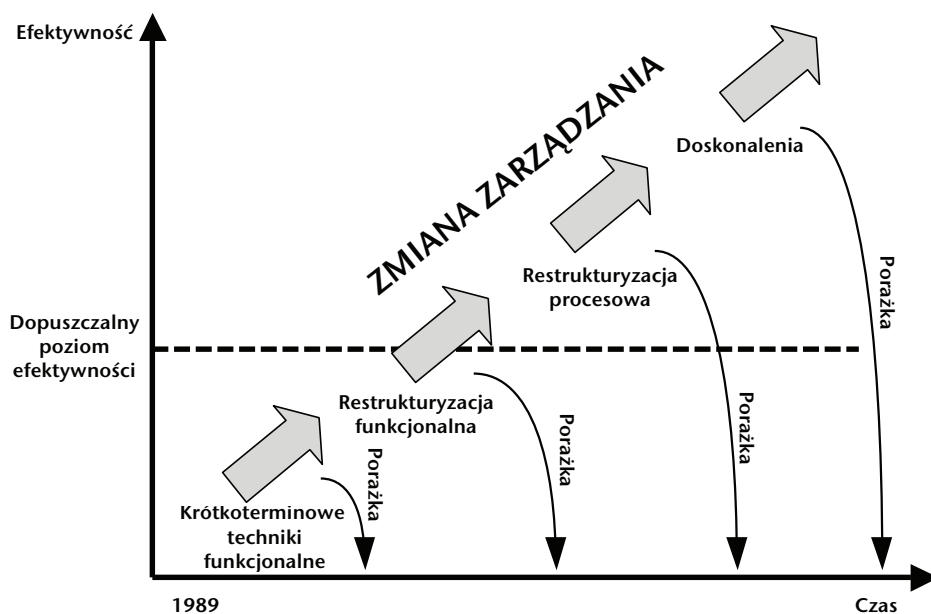 Efektywność
ZMIANA ZARZĄDZANIA
Doskonalenia
Porażka
Restrukturyzacja
procesowa
Porażka
Dopuszczalny
poziom
efektywności
Restrukturyzacja
funkcjonalna
Porażka
Krótkoterminowe
techniki
funkcjonalne
Porażka
1989
Czas